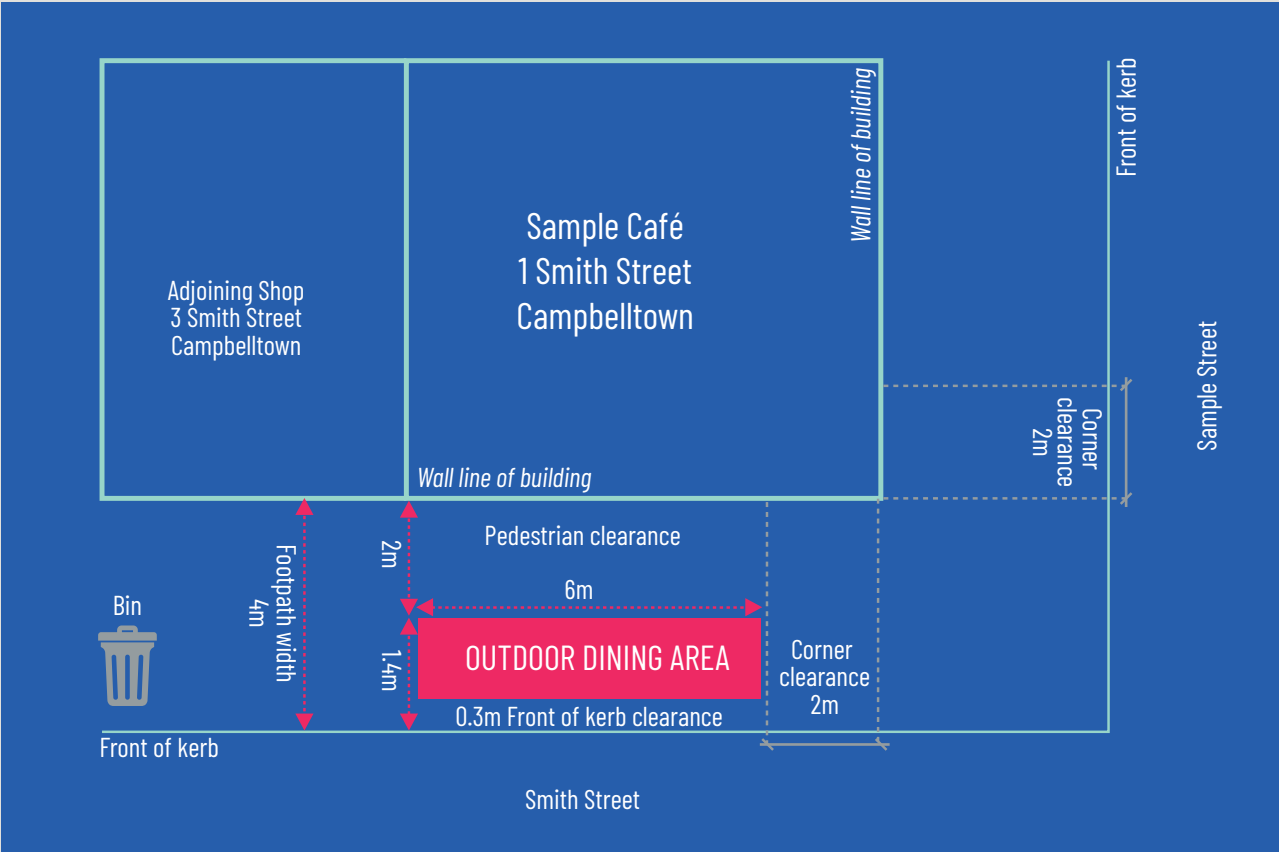 Wall line of building
Front of kerb
Sample Café
1 Smith Street
Campbelltown
Adjoining Shop
3 Smith Street
Campbelltown
Sample Street
Corner
clearance
2m
Wall line of building
Pedestrian clearance
2m
6m
Footpath width
4m
Bin
1.4m
OUTDOOR DINING AREA
Corner
clearance
2m
0.3m Front of kerb clearance
Front of kerb
Smith Street